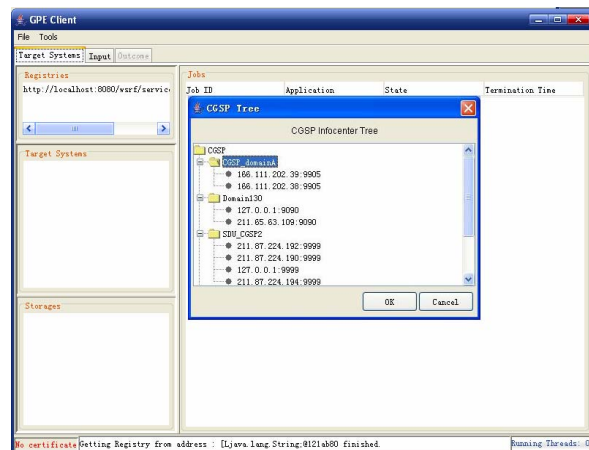 GPE Client
File Tools
Target Systems Input Outcome
Registries
http://localhost:8080/wsrf/servic
Target Systems
Storages
Jobs
Job ID Application State Termination Time
CGSP Tree
CGSP Infocenter Tree
CGSP
CGSP_domainA
166.111.202.39:9905
166.111.202.38:9905
Domain130
127.0.0.1:9090
211.65.63.109:9090
SDU_CGSP2
211.87.224.192:9999
211.87.224.190:9999
127.0.0.1:9999
211.87.224.194:9999
OK Cancel
No certificate Getting Registry from address : [Ljava.lang.String;@121ab80 finished. Running Threads: 0